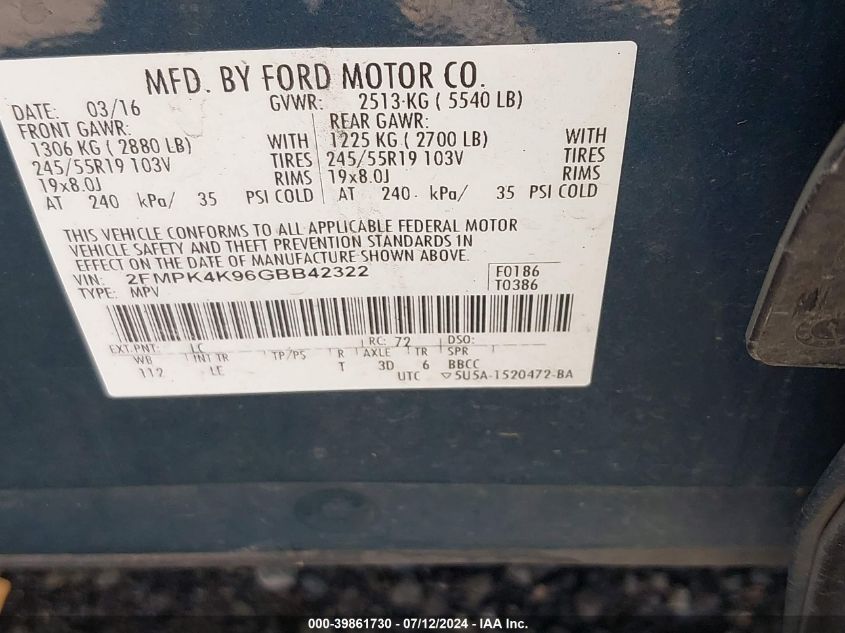 MFD. BY FORD MOTOR CO.
DATE: 03/16 GVWR: 2513 KG ( 5540 LB)
FRONT GAWR: REAR GAWR:
1306 KG ( 2880 LB) WITH 1225 KG ( 2700 LB) WITH
245/55R19 103V TIRES 245/55R19 103V TIRES
19x8.0J RIMS 19x8.0J RIMS
AT 240 kPa/ 35 PSI COLD AT 240 kPa/ 35 PSI COLD
THIS VEHICLE CONFORMS TO ALL APPLICABLE FEDERAL MOTOR
VEHICLE SAFETY AND THEFT PREVENTION STANDARDS IN
EFFECT ON THE DATE OF MANUFACTURE SHOWN ABOVE.
VIN: 2FMPK4K96GBB42322 F0186
TYPE: MPV T0386
EXT PNT: LC RC: 72 DSO:
WB INT TR TP/PS R AXLE TR SPR
112 LE T 3D 6 BBCC
UTC ▽5U5A-1520472-BA
000-39861730 - 07/12/2024 - IAA Inc.